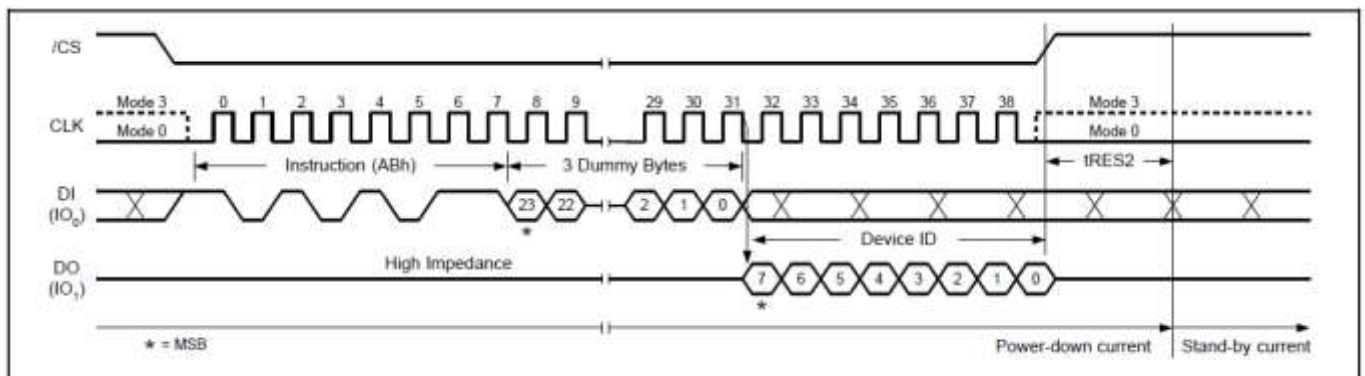 /CS
Mode 3 0 1 2 3 4 5 6 7 8 9 29 30 31 32 33 34 35 36 37 38 Mode 3
CLK
Mode 0 Mode 0
Instruction (ABh) 3 Dummy Bytes tRES2
DI
(IO0)
23 22 2 1 0
*
Device ID
DO
(IO1)
High Impedance
7 6 5 4 3 2 1 0
*
* = MSB
Power-down current Stand-by current